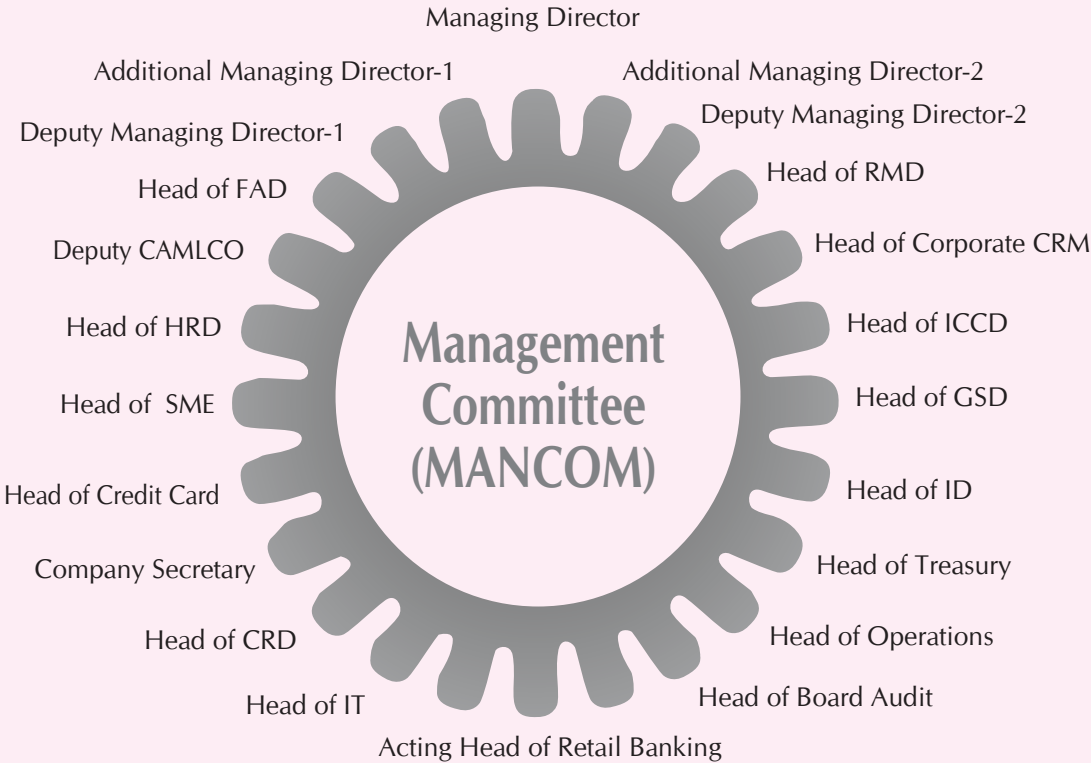 Managing Director
Additional Managing Director-1
Additional Managing Director-2
Deputy Managing Director-1
Deputy Managing Director-2
Head of FAD
Head of RMD
Deputy CAMLCO
Head of Corporate CRM
Head of HRD
Head of ICCD
Head of SME
Head of GSD
Management
Committee
(MANCOM)
Head of Credit Card
Head of ID
Company Secretary
Head of Treasury
Head of CRD
Head of Operations
Head of IT
Head of Board Audit
Acting Head of Retail Banking